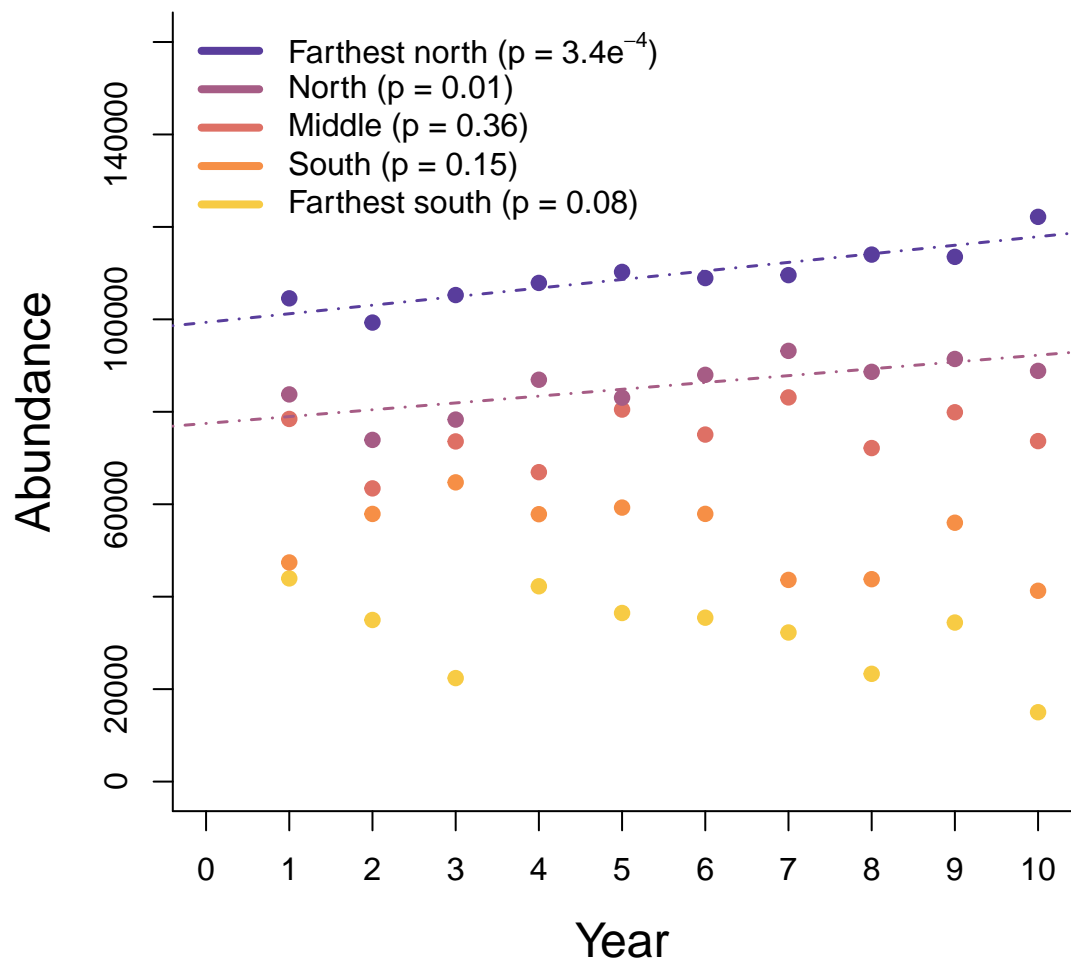 Farthest north (p = 3.4e⁻⁴)
North (p = 0.01)
Middle (p = 0.36)
South (p = 0.15)
Farthest south (p = 0.08)
Abundance
140000
100000
60000
20000
0
0 1 2 3 4 5 6 7 8 9 10
Year